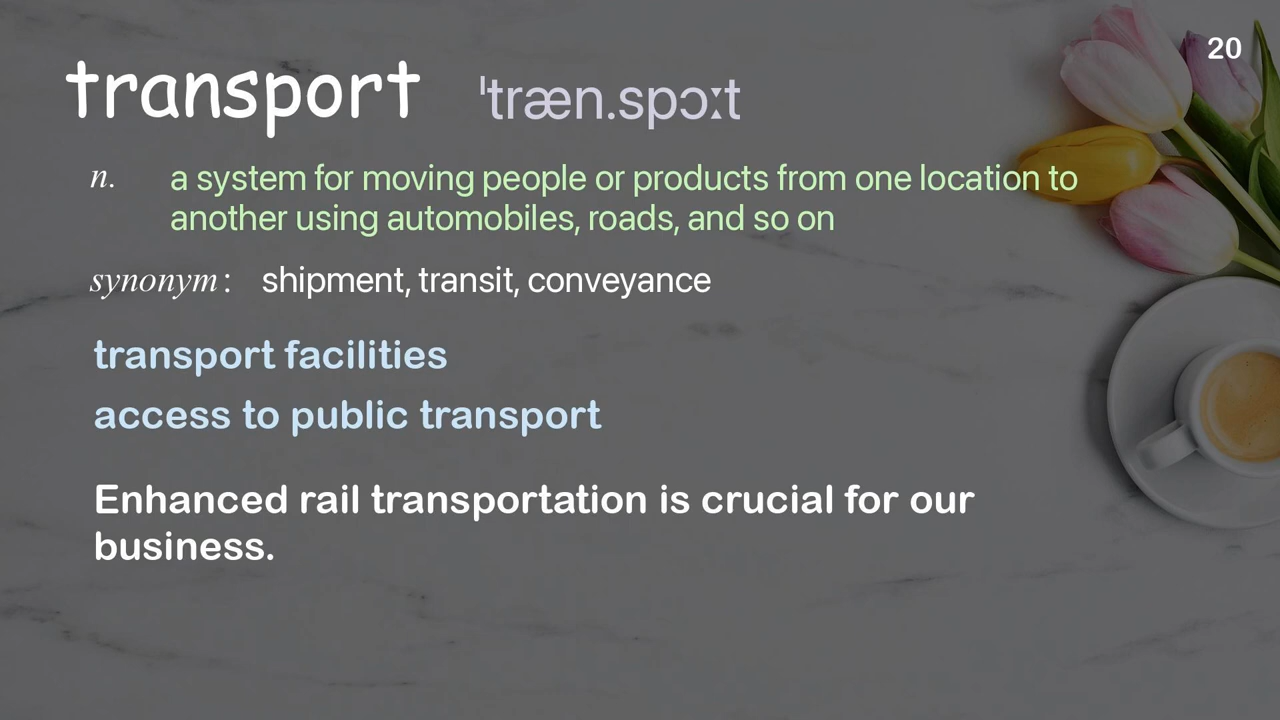 20
transport ˈtræn.spɔːt
n. a system for moving people or products from one location to
another using automobiles, roads, and so on
synonym: shipment, transit, conveyance
transport facilities
access to public transport
Enhanced rail transportation is crucial for our
business.